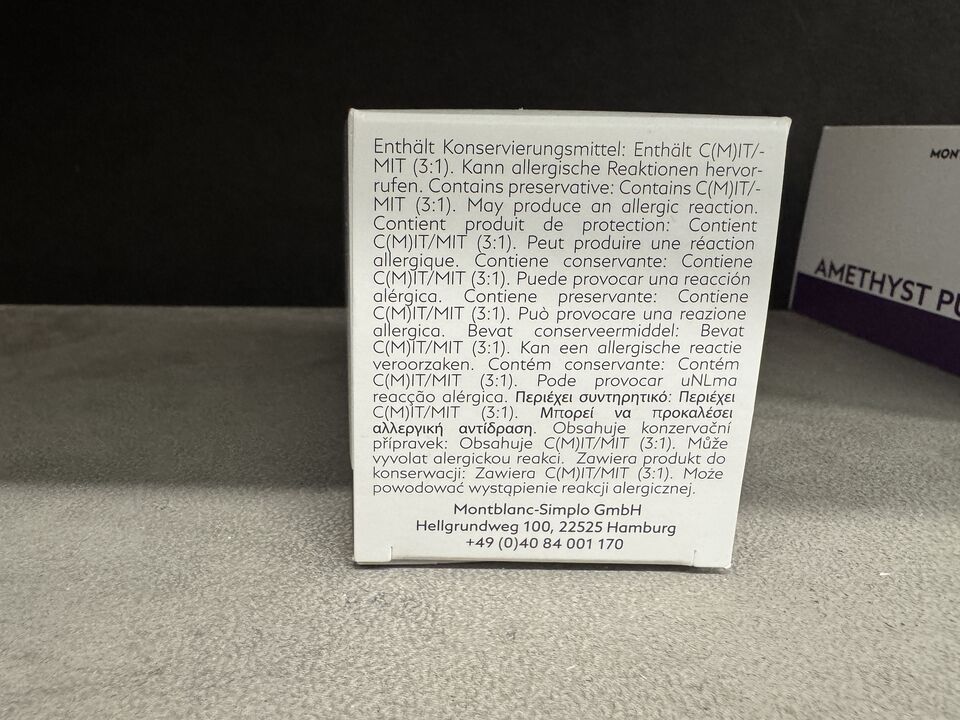 Enthält Konservierungsmittel: Enthält C(M)IT/-
MIT (3:1). Kann allergische Reaktionen hervor-
rufen. Contains preservative: Contains C(M)IT/-
MIT (3:1). May produce an allergic reaction.
Contient produit de protection: Contient
C(M)IT/MIT (3:1). Peut produire une réaction
allergique. Contiene conservante: Contiene
C(M)IT/MIT (3:1). Puede provocar una reacción
alérgica. Contiene preservante: Contiene
C(M)IT/MIT (3:1). Può provocare una reazione
allergica. Bevat conserveermiddel: Bevat
C(M)IT/MIT (3:1). Kan een allergische reactie
veroorzaken. Contém conservante: Contém
C(M)IT/MIT (3:1). Pode provocar uNLma
reacção alérgica. Περιέχει συντηρητικό: Περιέχει
C(M)IT/MIT (3:1). Μπορεί να προκαλέσει
αλλεργική αντίδραση. Obsahuje konzervační
přípravek: Obsahuje C(M)IT/MIT (3:1). Může
vyvolat alergickou reakci. Zawiera produkt do
konserwacji: Zawiera C(M)IT/MIT (3:1). Może
powodować wystąpienie reakcji alergicznej.
Montblanc-Simplo GmbH
Hellgrundweg 100, 22525 Hamburg
+49 (0)40 84 001 170
MON
AMETHYST PU